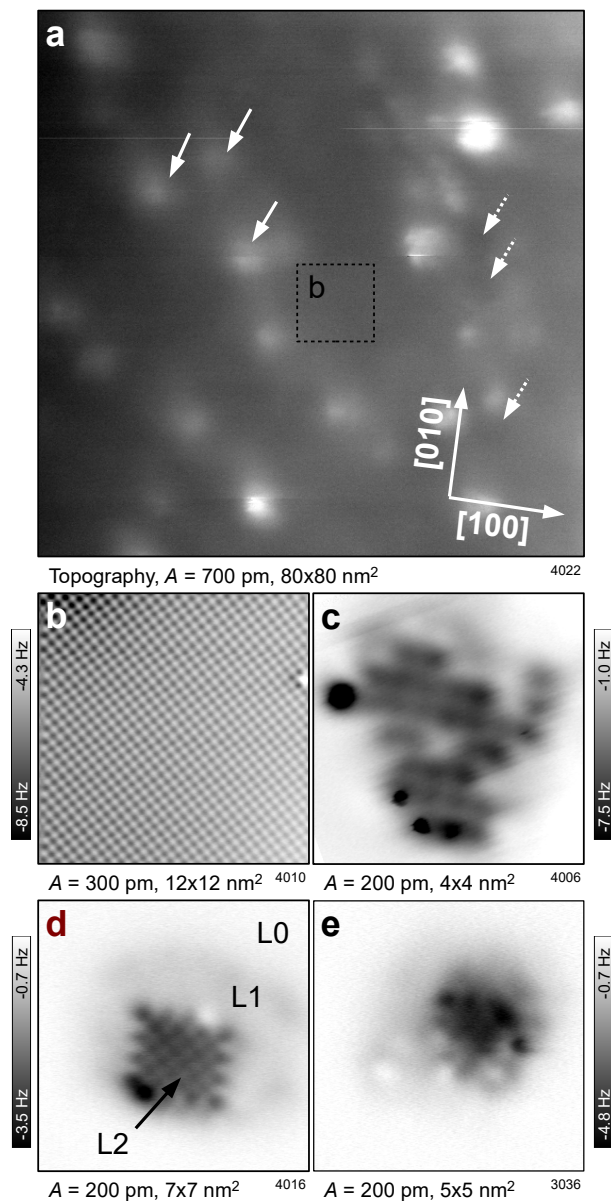 a
b
[010]
[100]
Topography, A = 700 pm, 80x80 nm² 4022
b c
-4.3 Hz
-8.5 Hz
-1.0 Hz
-7.5 Hz
A = 300 pm, 12x12 nm² 4010 A = 200 pm, 4x4 nm² 4006
d e
L0
L1
L2
-0.7 Hz
-3.5 Hz
-0.7 Hz
-4.8 Hz
A = 200 pm, 7x7 nm² 4016 A = 200 pm, 5x5 nm² 3036